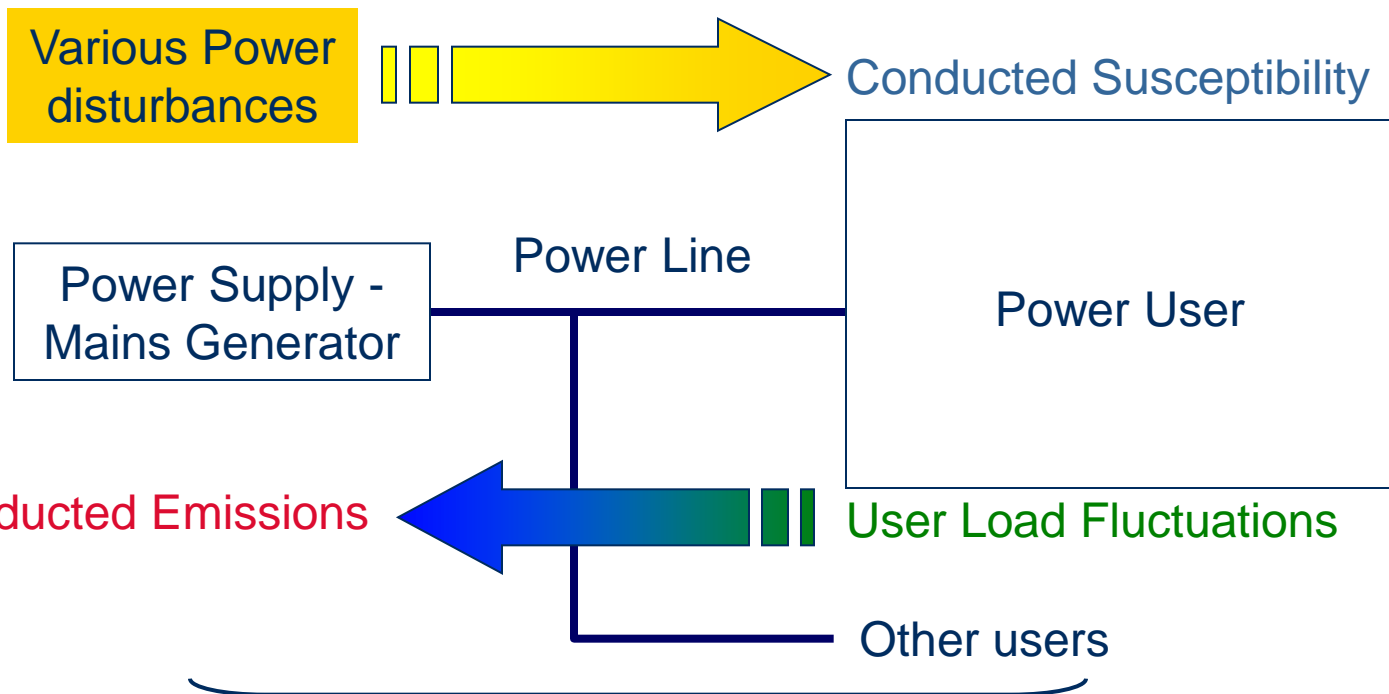 Various Power
disturbances
Conducted Susceptibility
Power Line
Power Supply -
Mains Generator
Power User
ducted Emissions
User Load Fluctuations
Other users